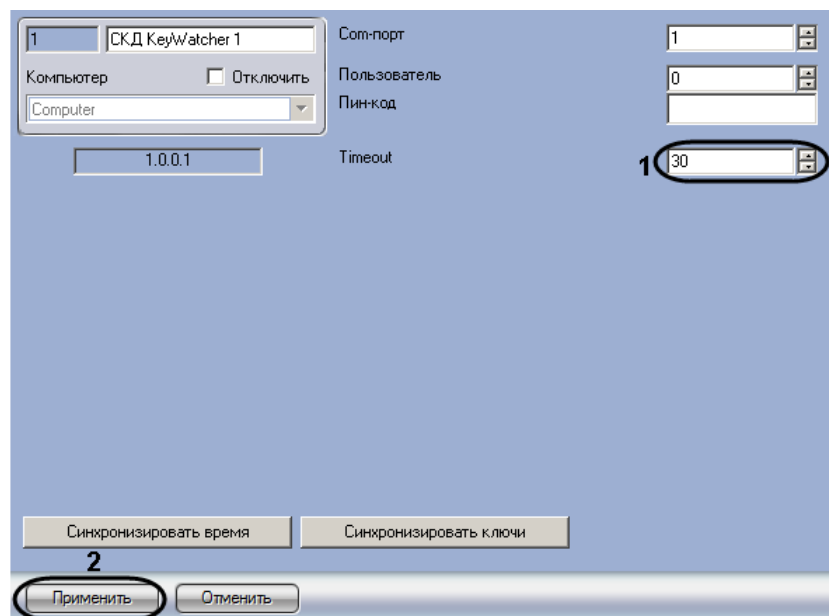 1 СКД KeyWatcher 1
Компьютер Отключить
Computer
1.0.0.1
Com-порт 1
Пользователь 0
Пин-код
Timeout 1 30
Синхронизировать время Синхронизировать ключи
2
Применить Отменить